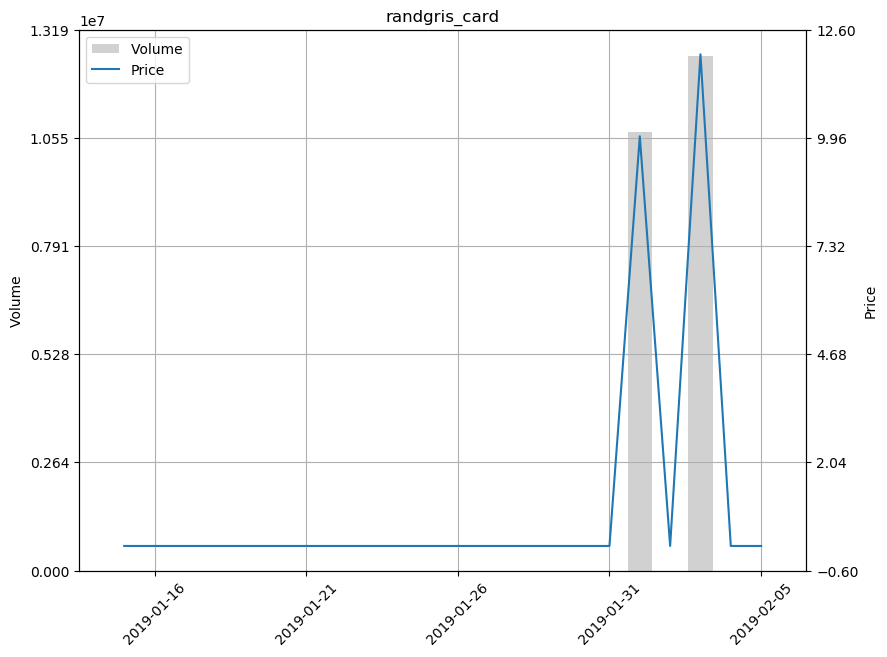 randgris_card
1e7
Volume
Price
1.319
1.055
0.791
0.528
0.264
0.000
Volume
12.60
9.96
7.32
4.68
2.04
−0.60
Price
2019-01-16
2019-01-21
2019-01-26
2019-01-31
2019-02-05